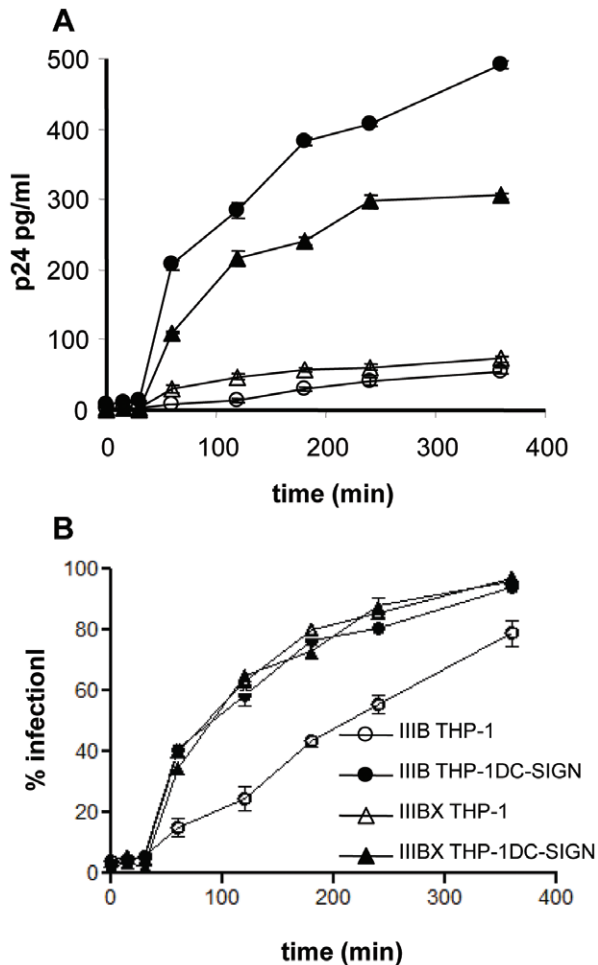 A
500
400
300
200
100
0
p24 pg/ml
0 100 200 300 400
time (min)
B
100
80
60
40
20
0
% infectionl
IIIB THP-1
IIIB THP-1DC-SIGN
IIIBX THP-1
IIIBX THP-1DC-SIGN
0 100 200 300 400
time (min)